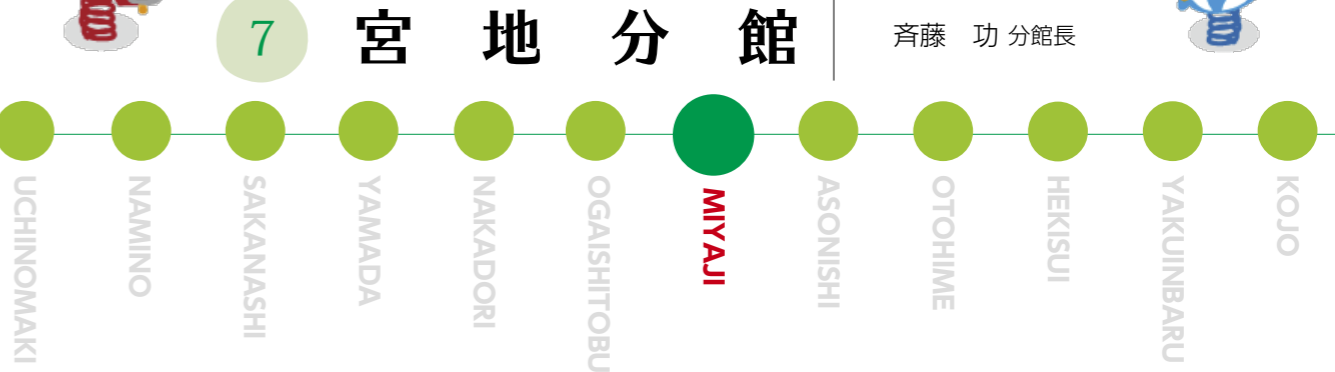 7 宮地分館 斉藤 功 分館長
UCHINOMAKI
NAMINO
SAKANASHI
YAMADA
NAKADORI
OGAISHITOBU
MIYAJI
ASONISHI
OTOHIME
HEKISUI
YAKUINBARU
KOJO